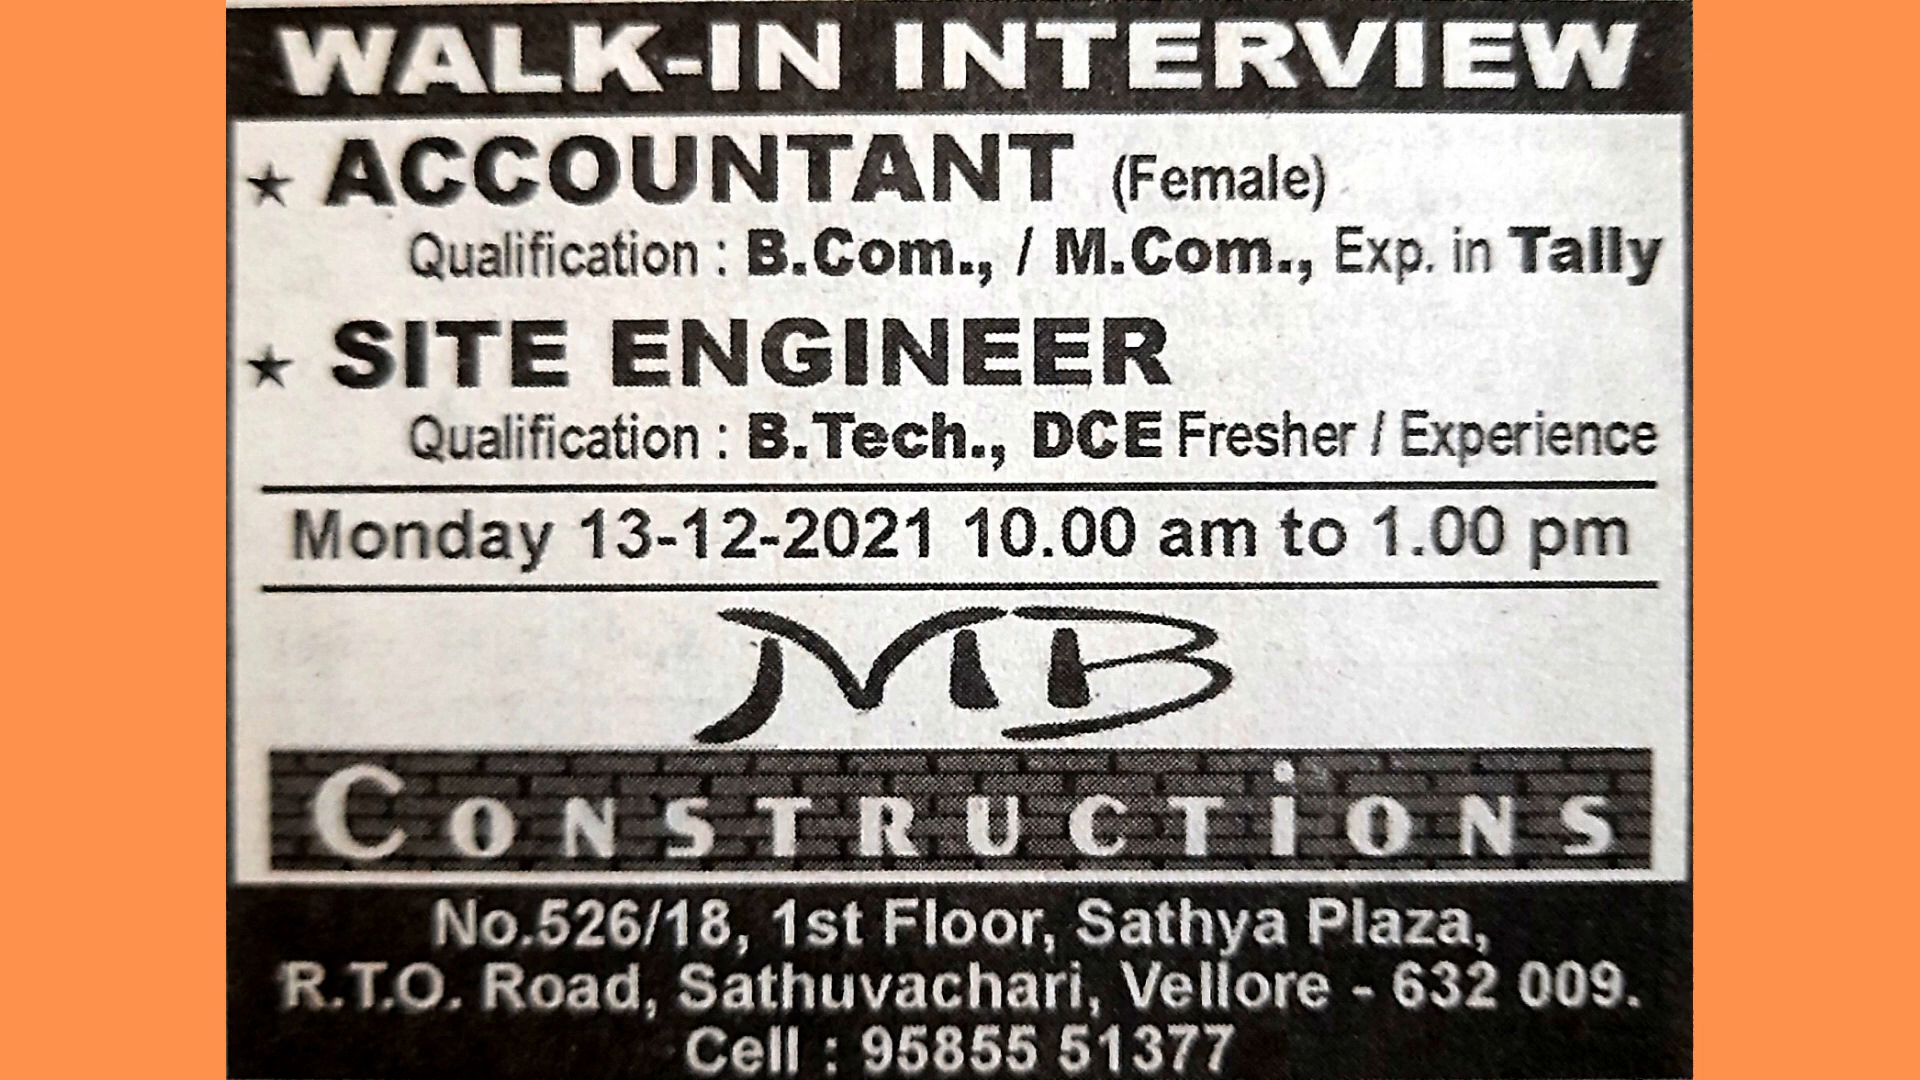 WALK-IN INTERVIEW
★ ACCOUNTANT (Female)
Qualification : B.Com., / M.Com., Exp. in Tally
★ SITE ENGINEER
Qualification : B.Tech., DCE Fresher / Experience
Monday 13-12-2021 10.00 am to 1.00 pm
MB
CONSTRUCTiONS
No.526/18, 1st Floor, Sathya Plaza,
R.T.O. Road, Sathuvachari, Vellore - 632 009.
Cell : 95855 51377